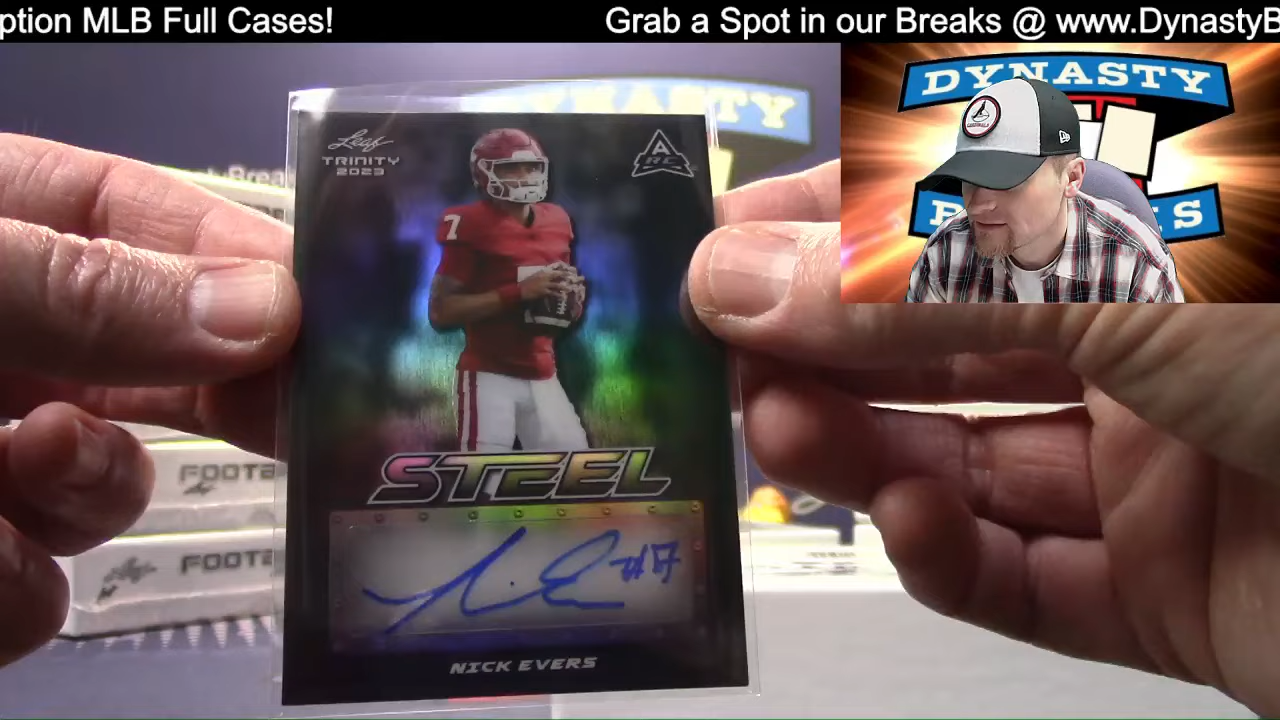 ption MLB Full Cases! Grab a Spot in our Breaks @ www.DynastyB
DYNASTY
Leaf
TRINITY
2023
A
RC
7
STEEL
NICK EVERS
FOOTB
FOOTB